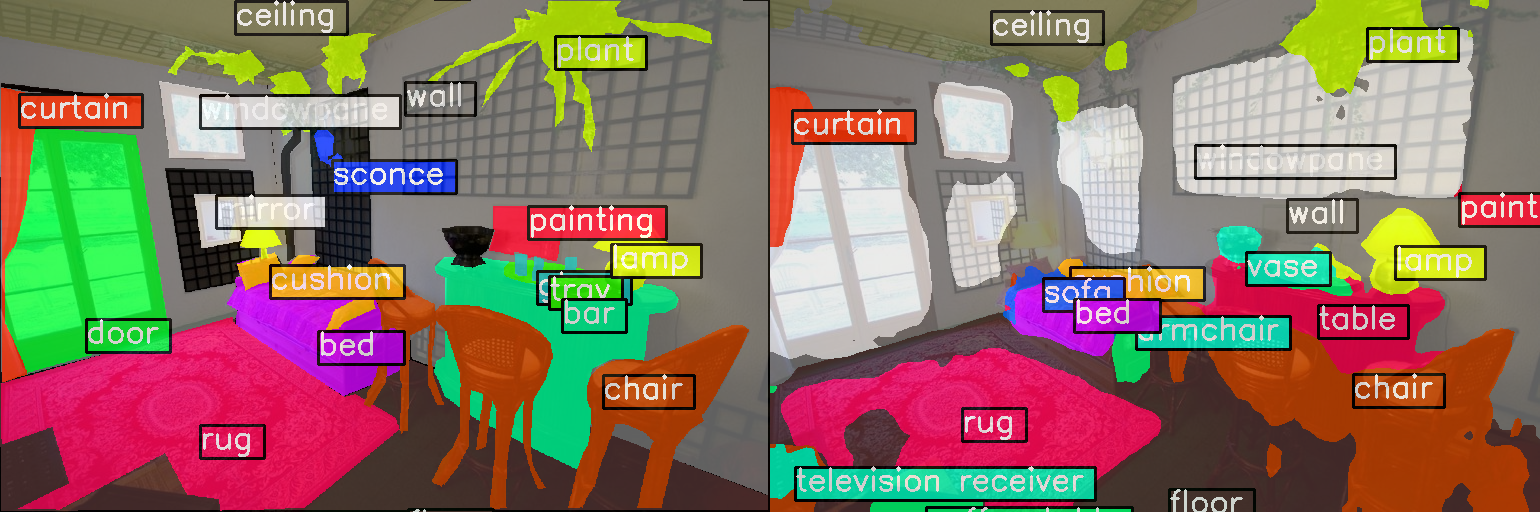 ceiling
plant
curtain
windowpane
wall
sconce
mirror
painting
lamp
cushion
tray
bar
door
bed
chair
rug
ceiling
plant
curtain
windowpane
wall
paint
lamp
vase
hion
sofa
bed
table
armchair
chair
rug
television receiver
floor